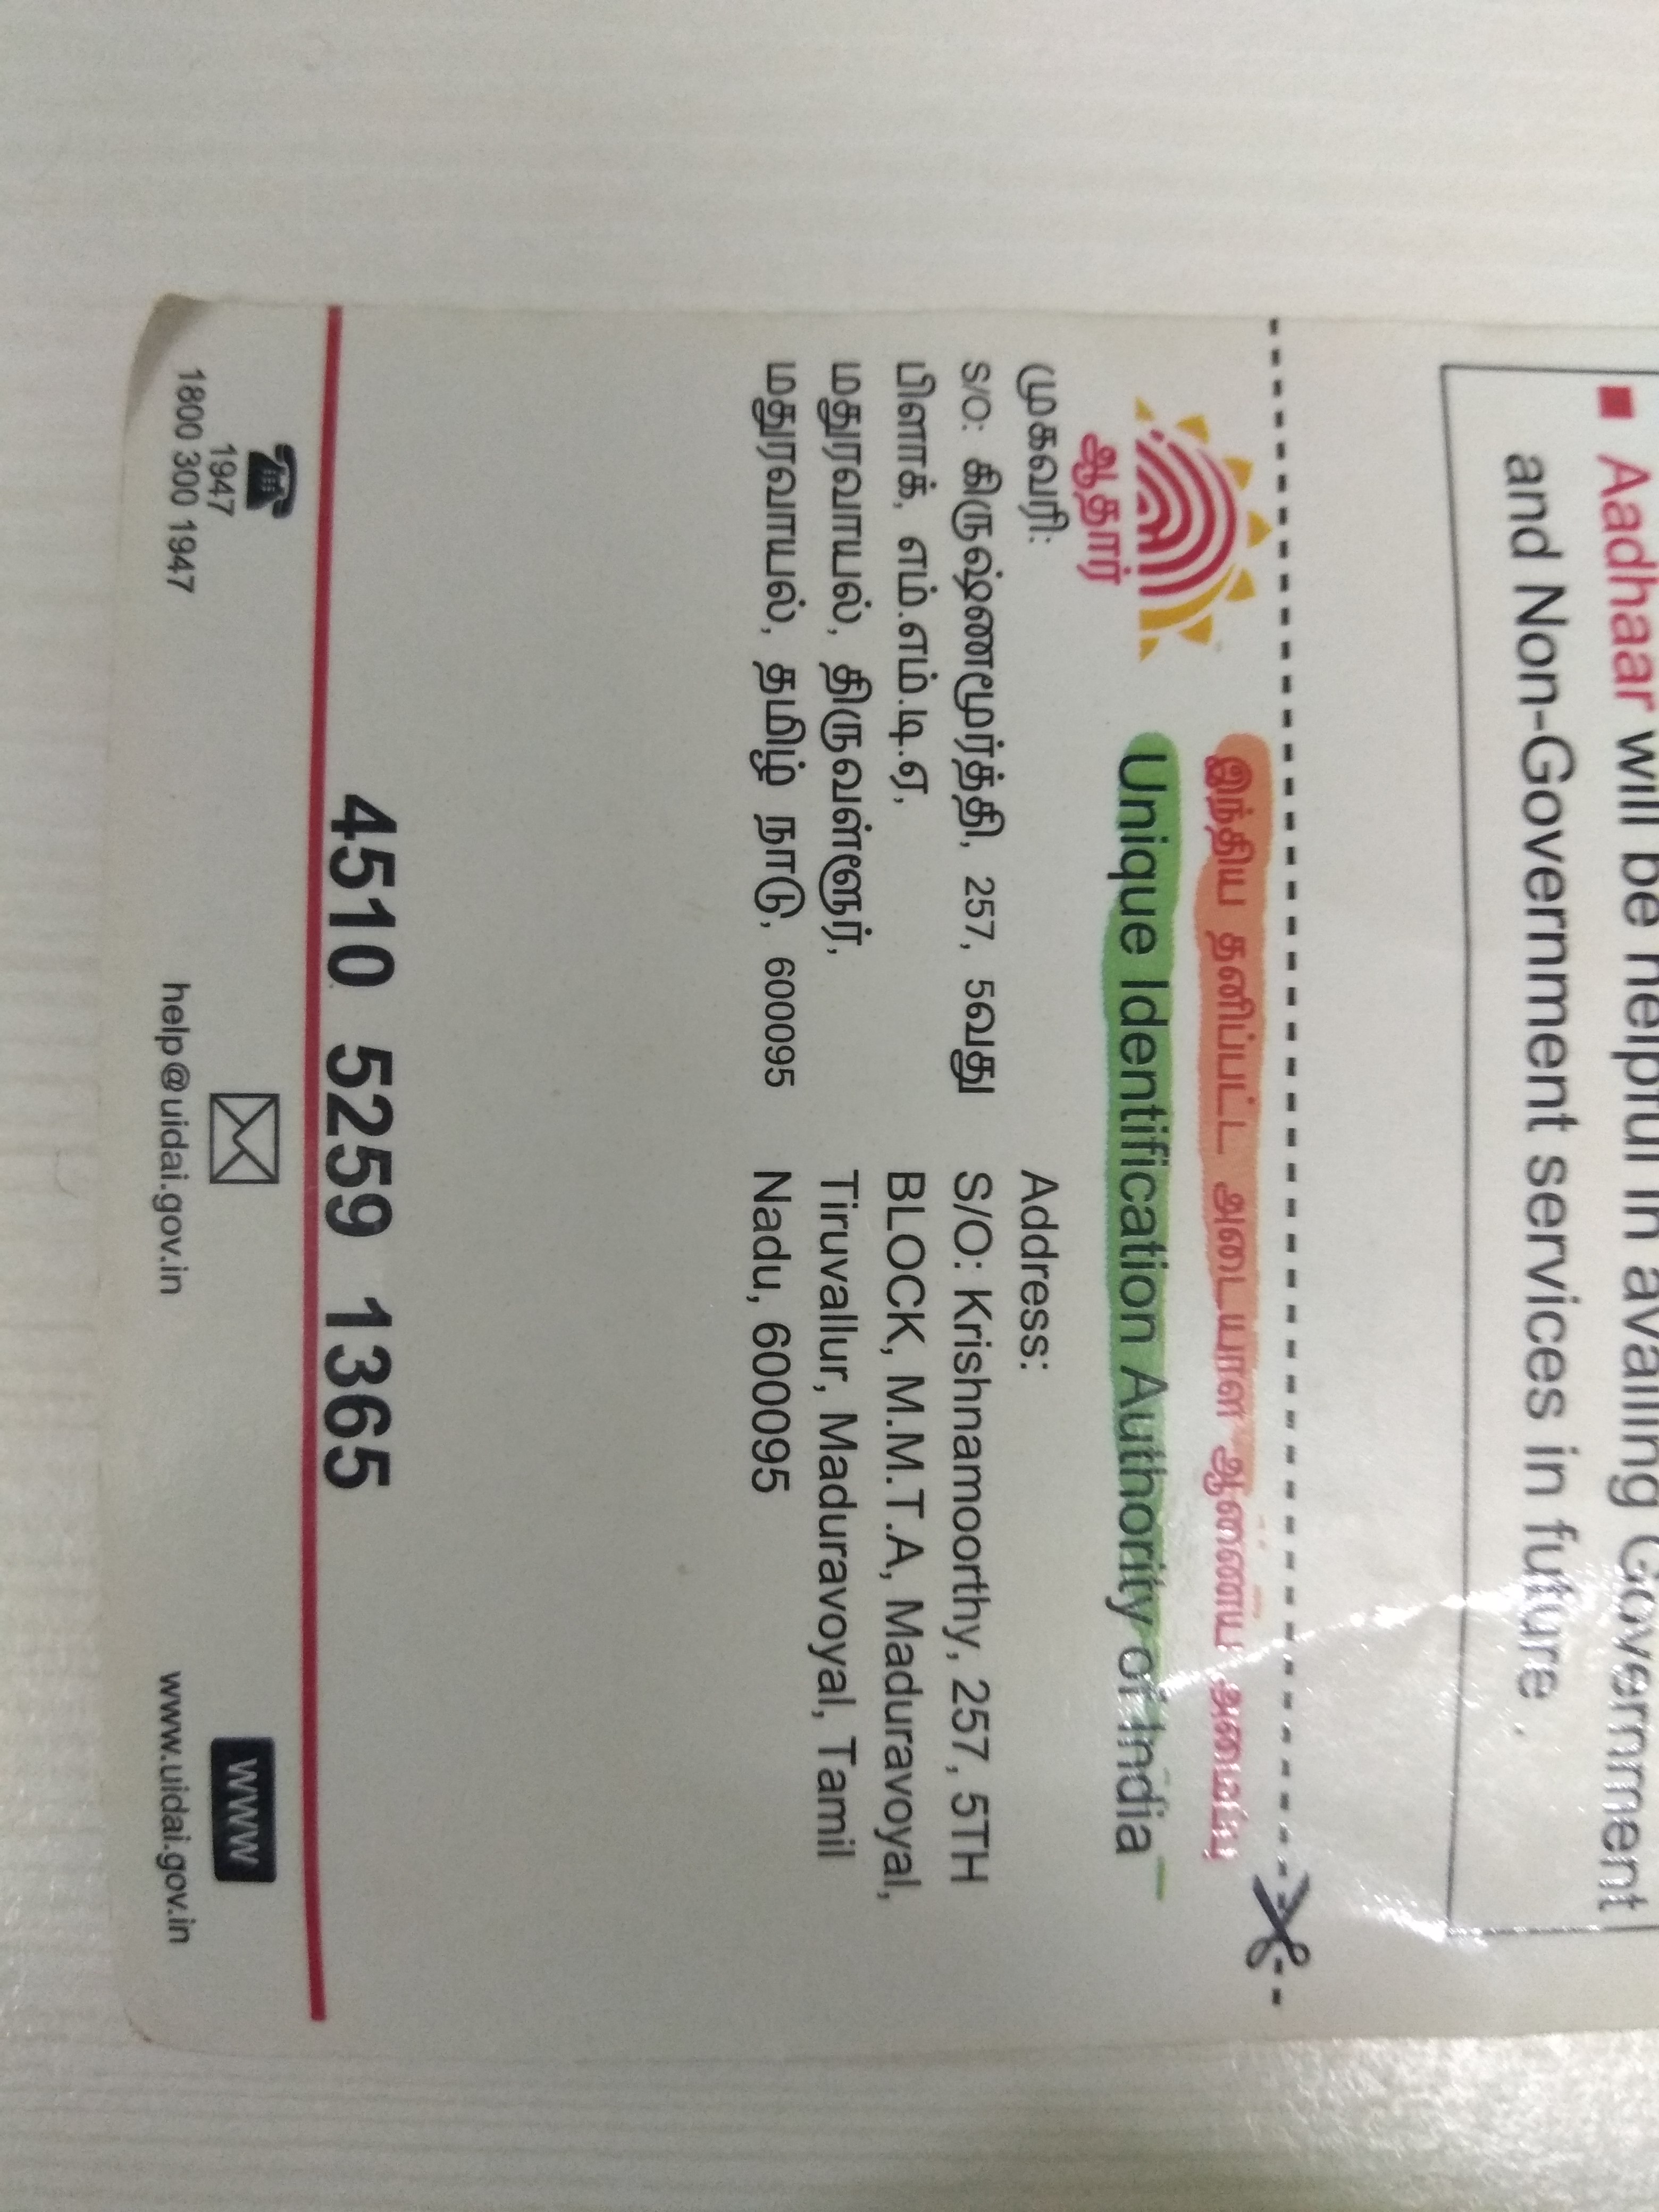 ■ Aadhaar will be helpful in availing Government
and Non-Government services in future .
இந்திய தனிப்பட்ட அடையாள ஆணைய அமைப்பு
Unique Identification Authority of India
ஆதார்
முகவரி:
S/O: கிருஷ்ணமூர்த்தி, 257, 5வது
பிளாக், எம்.எம்.டி.ஏ,
மதுரவாயல், திருவள்ளூர்,
மதுரவாயல், தமிழ் நாடு, 600095
Address:
S/O: Krishnamoorthy, 257, 5TH
BLOCK, M.M.T.A, Maduravoyal,
Tiruvallur, Maduravoyal, Tamil
Nadu, 600095
4510 5259 1365
1947
1800 300 1947
help@uidai.gov.in
WWW
www.uidai.gov.in